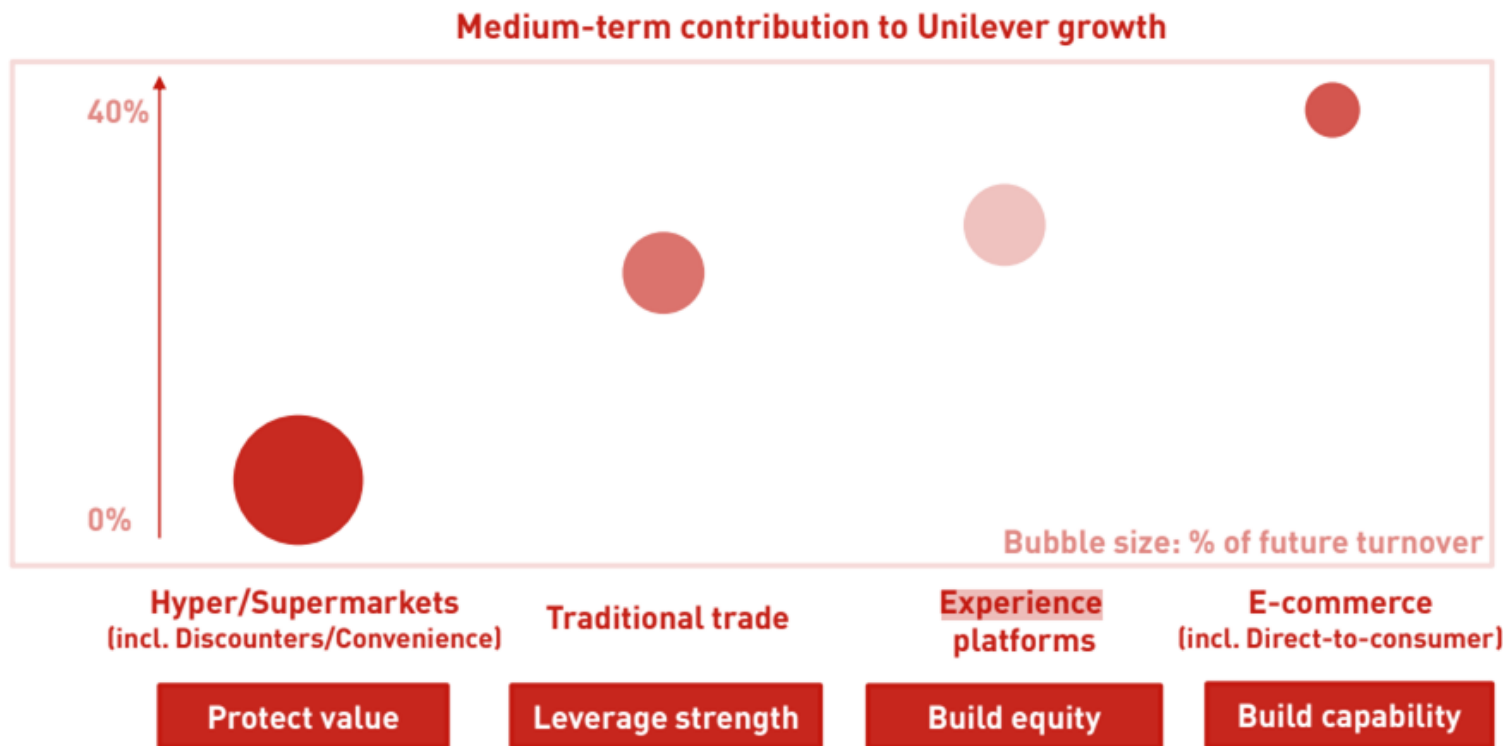 Medium-term contribution to Unilever growth
40%
0%
Bubble size: % of future turnover
Hyper/Supermarkets
(incl. Discounters/Convenience)
Traditional trade
Experience
platforms
E-commerce
(incl. Direct-to-consumer)
Protect value
Leverage strength
Build equity
Build capability